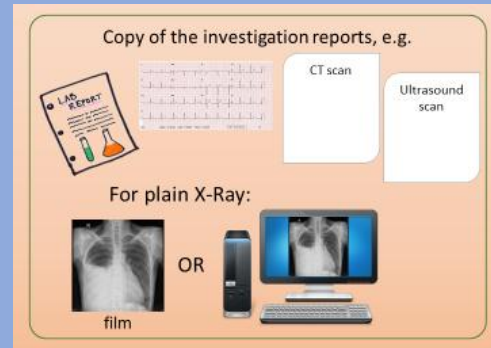 Copy of the investigation reports, e.g.
LAB
REPORT
CT scan
Ultrasound
scan
For plain X-Ray:
OR
film